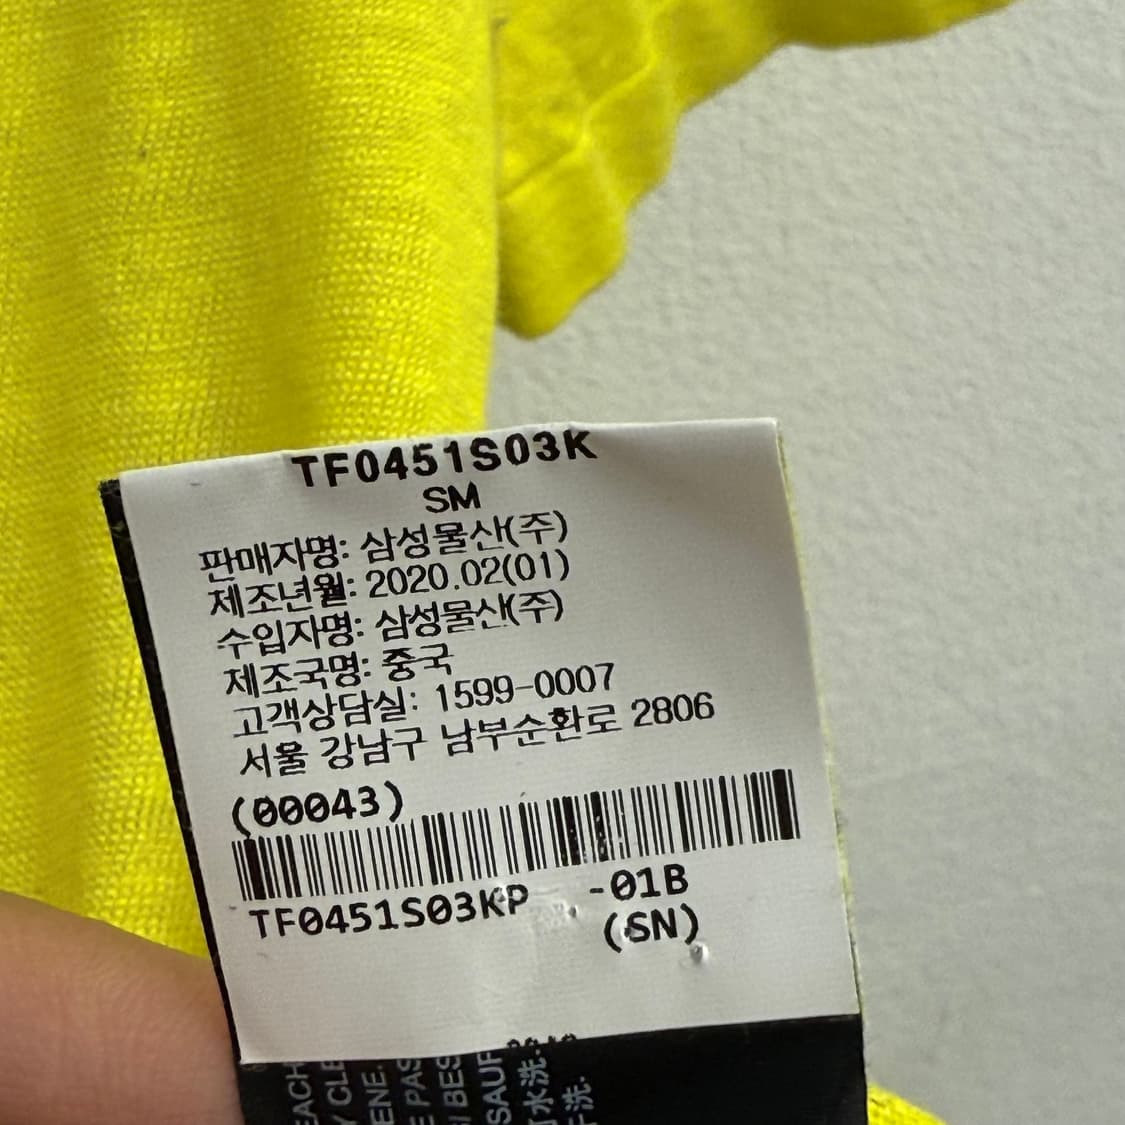 TF0451S03K
SM
판매자명: 삼성물산(주)
제조년월: 2020.02(01)
수입자명: 삼성물산(주)
제조국명: 중국
고객상담실: 1599-0007
서울 강남구 남부순환로 2806
(00043)
TF0451S03KP -01B
(SN)